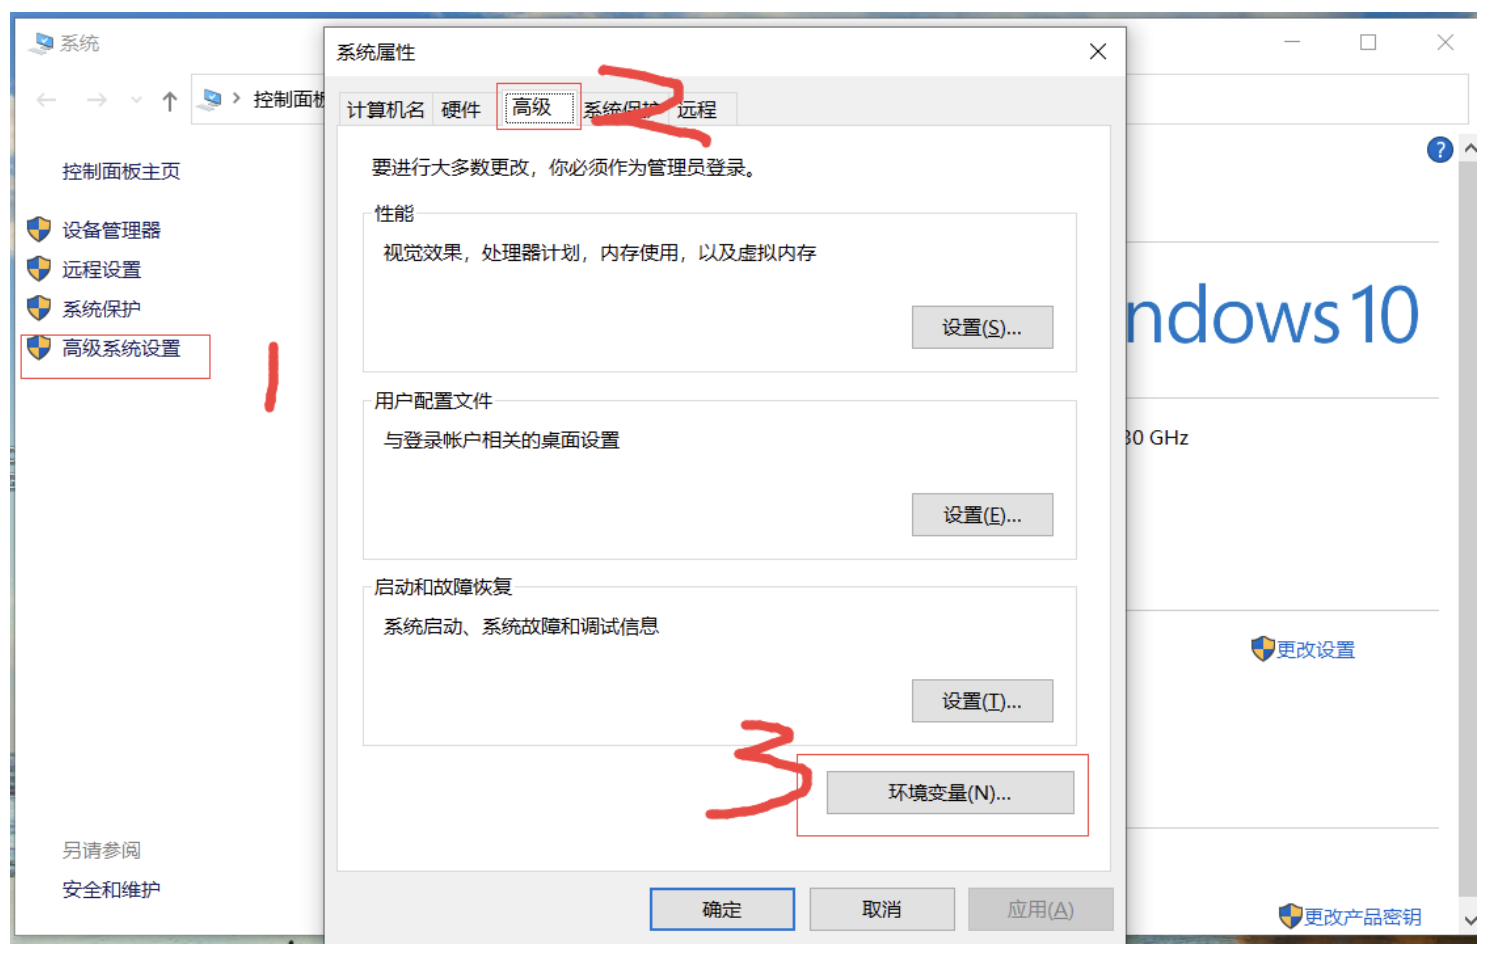 系统
系统属性
控制面板
计算机名 硬件 高级 系统保护 远程
2
控制面板主页
要进行大多数更改，你必须作为管理员登录。
设备管理器
远程设置
系统保护
高级系统设置
1
性能
视觉效果，处理器计划，内存使用，以及虚拟内存
设置(S)...
ndows 10
用户配置文件
与登录帐户相关的桌面设置
30 GHz
设置(E)...
启动和故障恢复
系统启动、系统故障和调试信息
更改设置
设置(T)...
3
环境变量(N)...
另请参阅
安全和维护
确定 取消 应用(A)
更改产品密钥